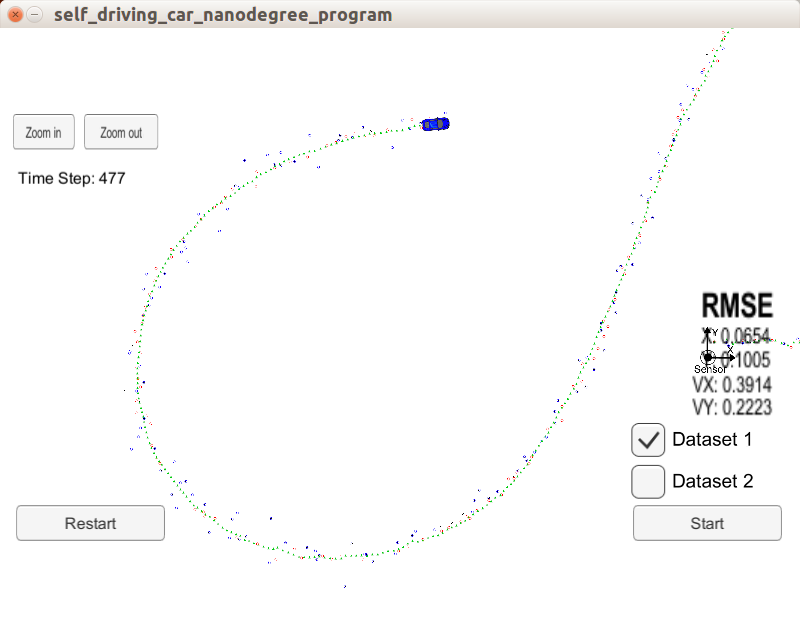 self_driving_car_nanodegree_program
Zoom in
Zoom out
Time Step: 477
RMSE
X: 0.0654
Y
X
0.1005
Sensor
VX: 0.3914
VY: 0.2223
Dataset 1
Dataset 2
Restart
Start